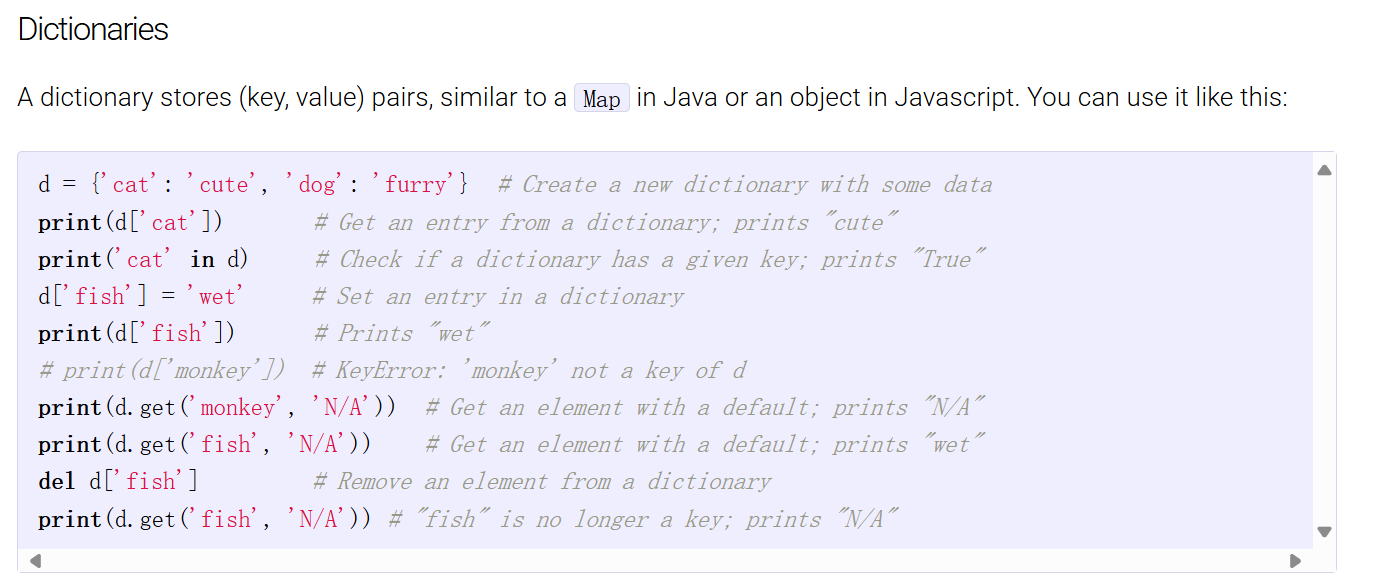 Dictionaries
A dictionary stores (key, value) pairs, similar to a Map in Java or an object in Javascript. You can use it like this:
d = {'cat': 'cute', 'dog': 'furry'}  # Create a new dictionary with some data
print(d['cat'])       # Get an entry from a dictionary; prints "cute"
print('cat' in d)     # Check if a dictionary has a given key; prints "True"
d['fish'] = 'wet'     # Set an entry in a dictionary
print(d['fish'])      # Prints "wet"
# print(d['monkey'])  # KeyError: 'monkey' not a key of d
print(d.get('monkey', 'N/A'))  # Get an element with a default; prints "N/A"
print(d.get('fish', 'N/A'))    # Get an element with a default; prints "wet"
del d['fish']         # Remove an element from a dictionary
print(d.get('fish', 'N/A')) # "fish" is no longer a key; prints "N/A"